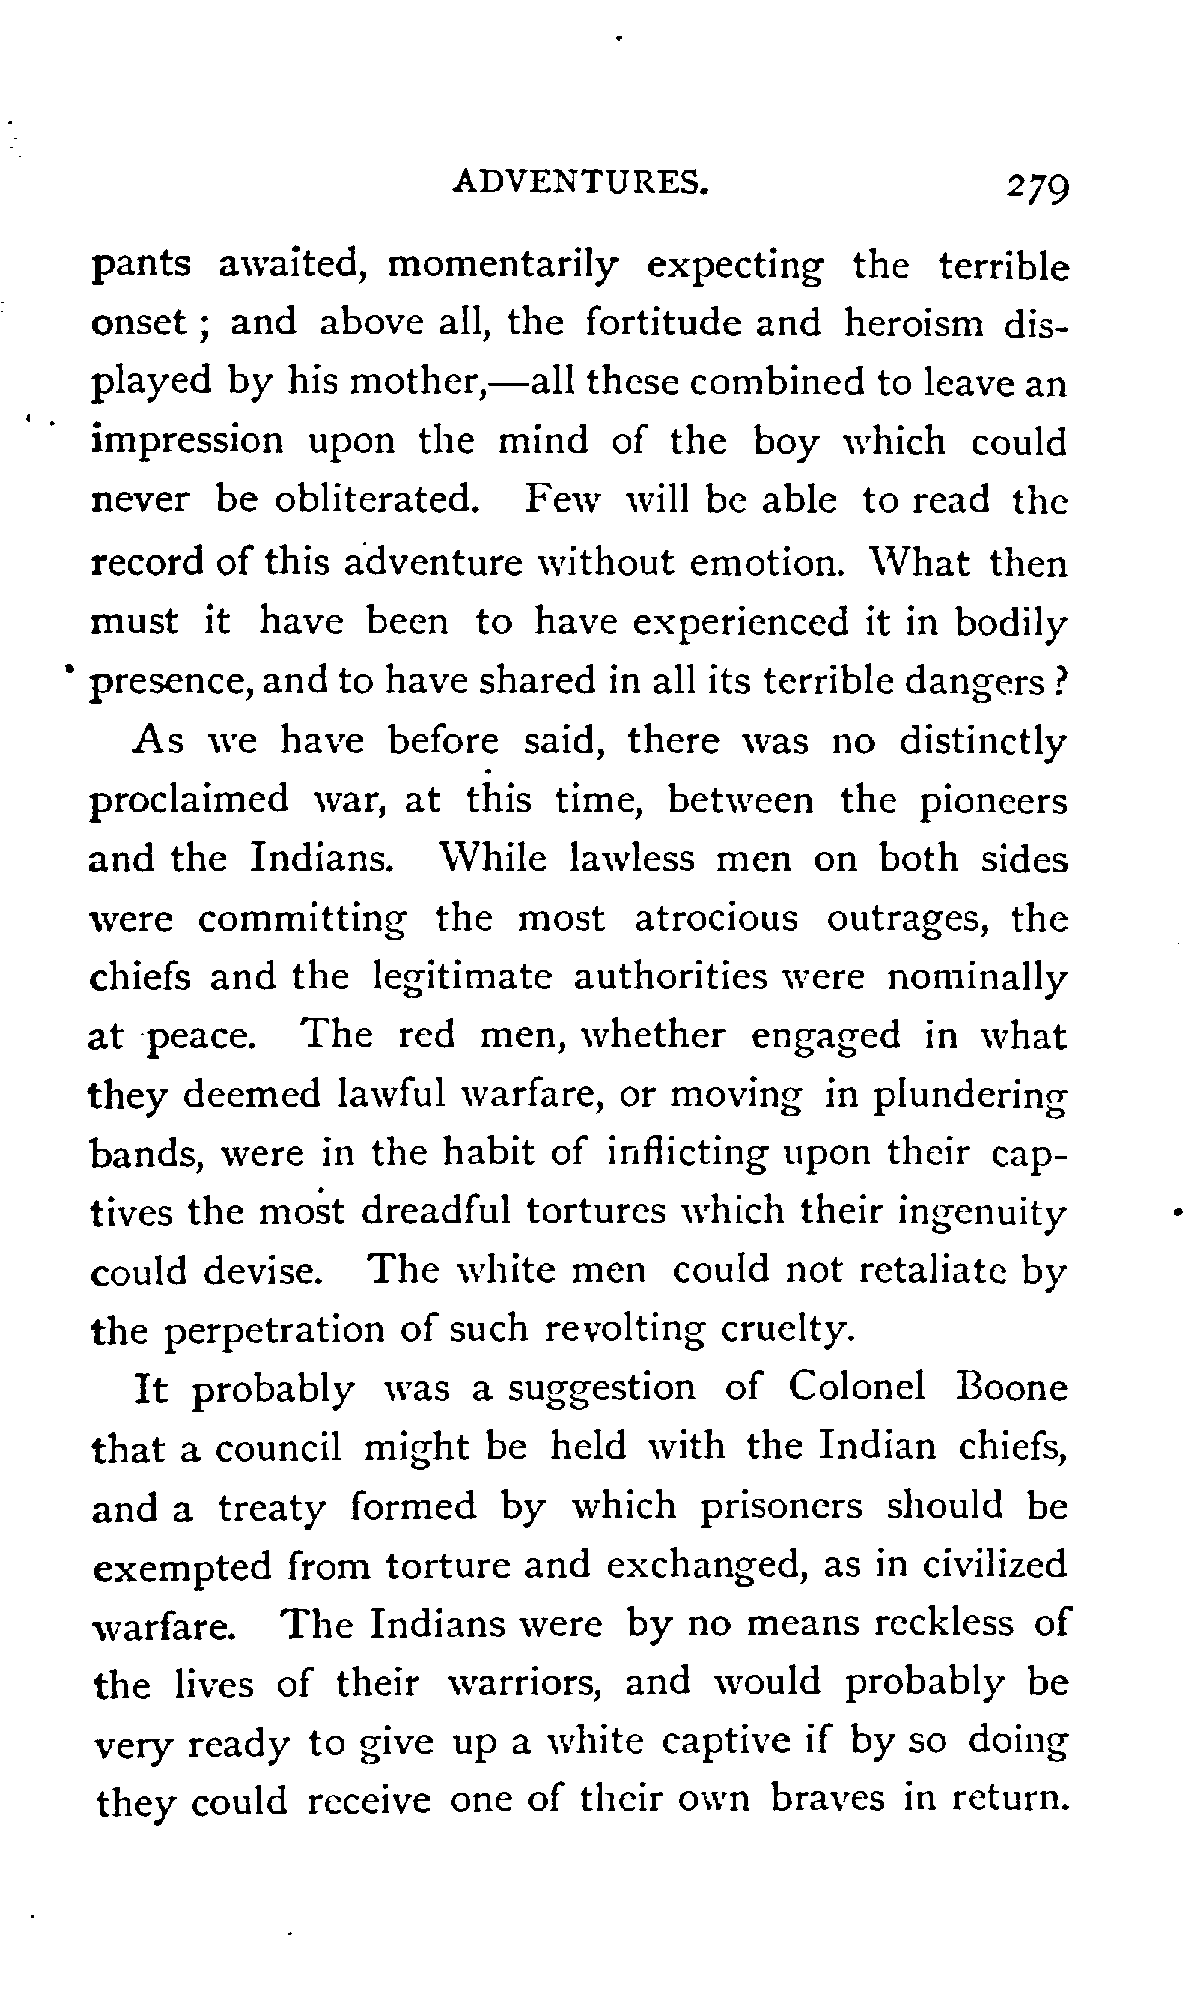 ADVENTURES. 279
pants awaited, momentarily expecting the terrible
onset ; and above all, the fortitude and heroism dis-
played by his mother,—all these combined to leave an
impression upon the mind of the boy which could
never be obliterated. Few will be able to read the
record of this adventure without emotion. What then
must it have been to have experienced it in bodily
presence, and to have shared in all its terrible dangers ?
As we have before said, there was no distinctly
proclaimed war, at this time, between the pioneers
and the Indians. While lawless men on both sides
were committing the most atrocious outrages, the
chiefs and the legitimate authorities were nominally
at peace. The red men, whether engaged in what
they deemed lawful warfare, or moving in plundering
bands, were in the habit of inflicting upon their cap-
tives the most dreadful tortures which their ingenuity
could devise. The white men could not retaliate by
the perpetration of such revolting cruelty.
It probably was a suggestion of Colonel Boone
that a council might be held with the Indian chiefs,
and a treaty formed by which prisoners should be
exempted from torture and exchanged, as in civilized
warfare. The Indians were by no means reckless of
the lives of their warriors, and would probably be
very ready to give up a white captive if by so doing
they could receive one of their own braves in return.